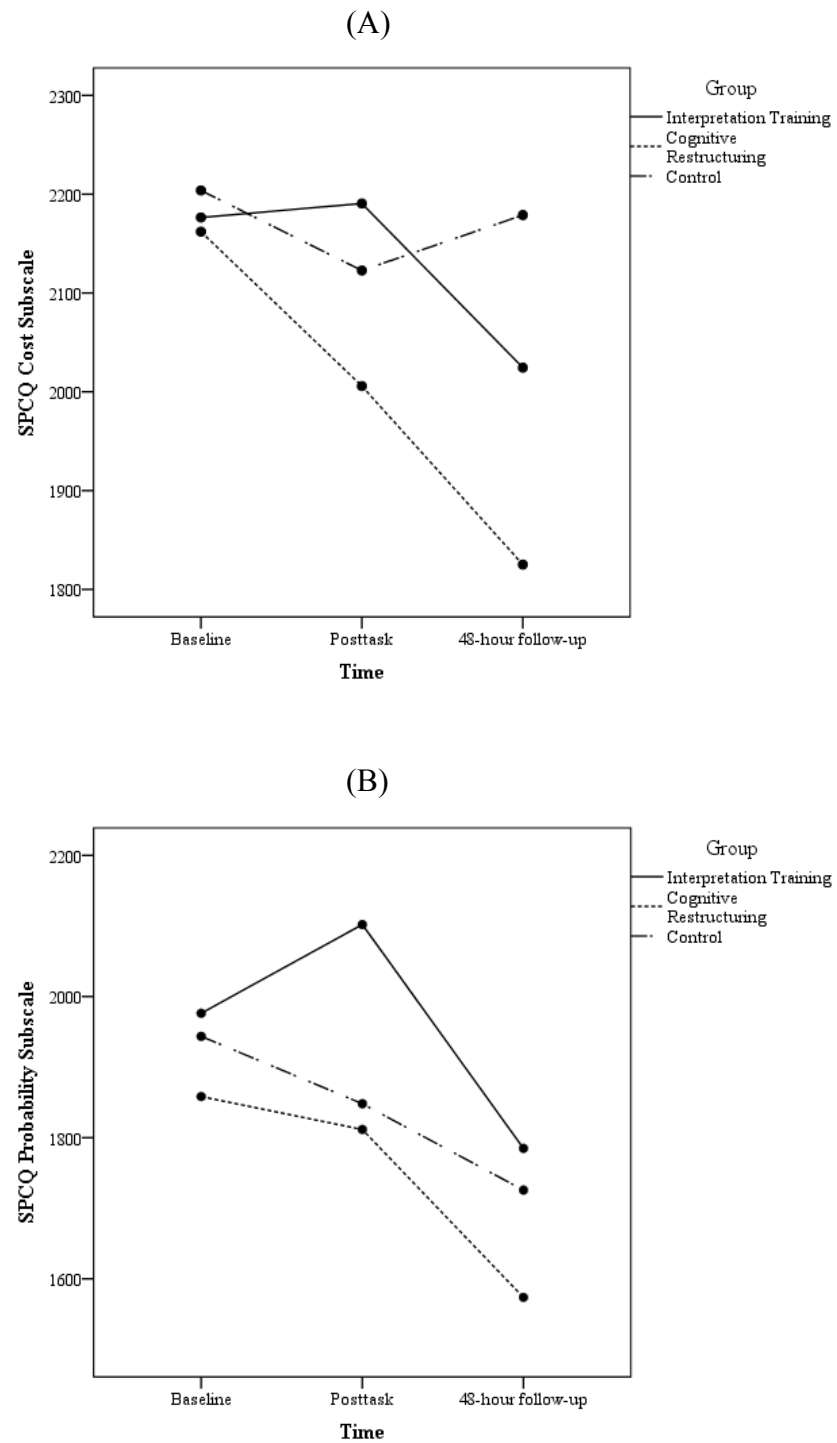 (A)
2300
2200
2100
2000
1900
1800
SPCQ Cost Subscale
Baseline
Posttask
48-hour follow-up
Time
Group
Interpretation Training
Cognitive
Restructuring
Control
(B)
2200
2000
1800
1600
SPCQ Probability Subscale
Baseline
Posttask
48-hour follow-up
Time
Group
Interpretation Training
Cognitive
Restructuring
Control